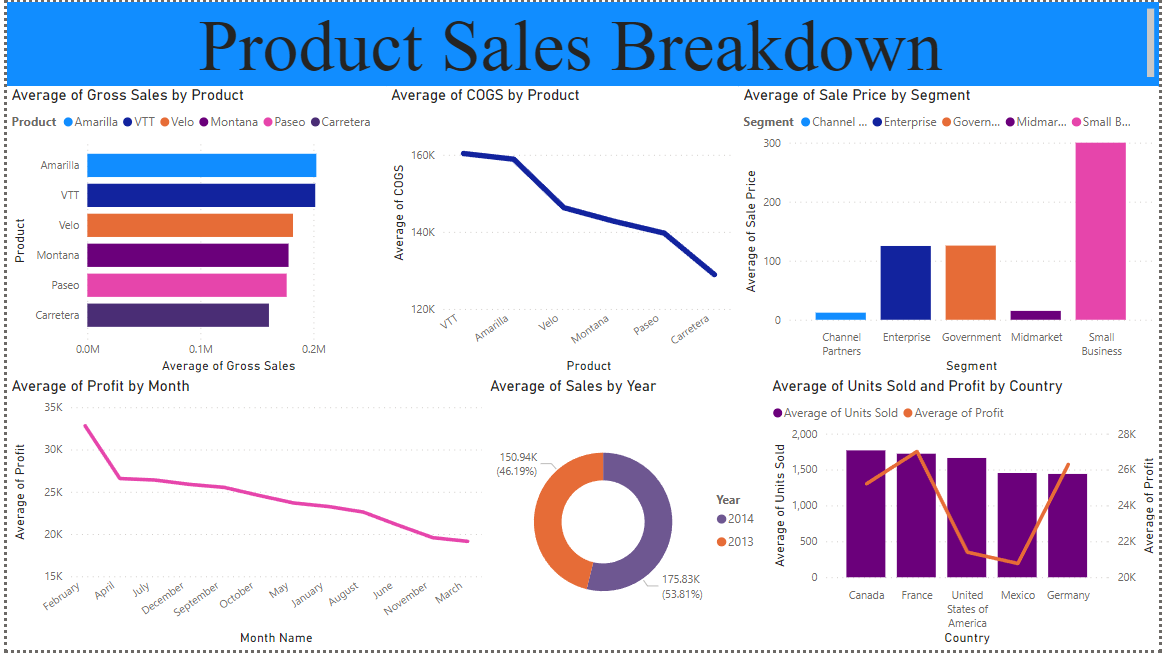 Product Sales Breakdown
Average of Gross Sales by Product
Product Amarilla VTT Velo Montana Paseo Carretera
Product
Amarilla
VTT
Velo
Montana
Paseo
Carretera
0.0M 0.1M 0.2M
Average of Gross Sales
Average of COGS by Product
Average of COGS
160K
140K
120K
VTT Amarilla Velo Montana Paseo Carretera
Product
Average of Sale Price by Segment
Segment Channel ... Enterprise Govern... Midmar... Small B...
Average of Sale Price
300
200
100
0
Channel Partners Enterprise Government Midmarket Small Business
Segment
Average of Profit by Month
Average of Profit
35K
30K
25K
20K
15K
February April July December September October May January August June November March
Month Name
Average of Sales by Year
150.94K
(46.19%)
175.83K
(53.81%)
Year
2014
2013
Average of Units Sold and Profit by Country
Average of Units Sold Average of Profit
Average of Units Sold
2,000
1,500
1,000
500
0
28K
26K
24K
22K
20K
Average of Profit
Canada France United States of America Mexico Germany
Country